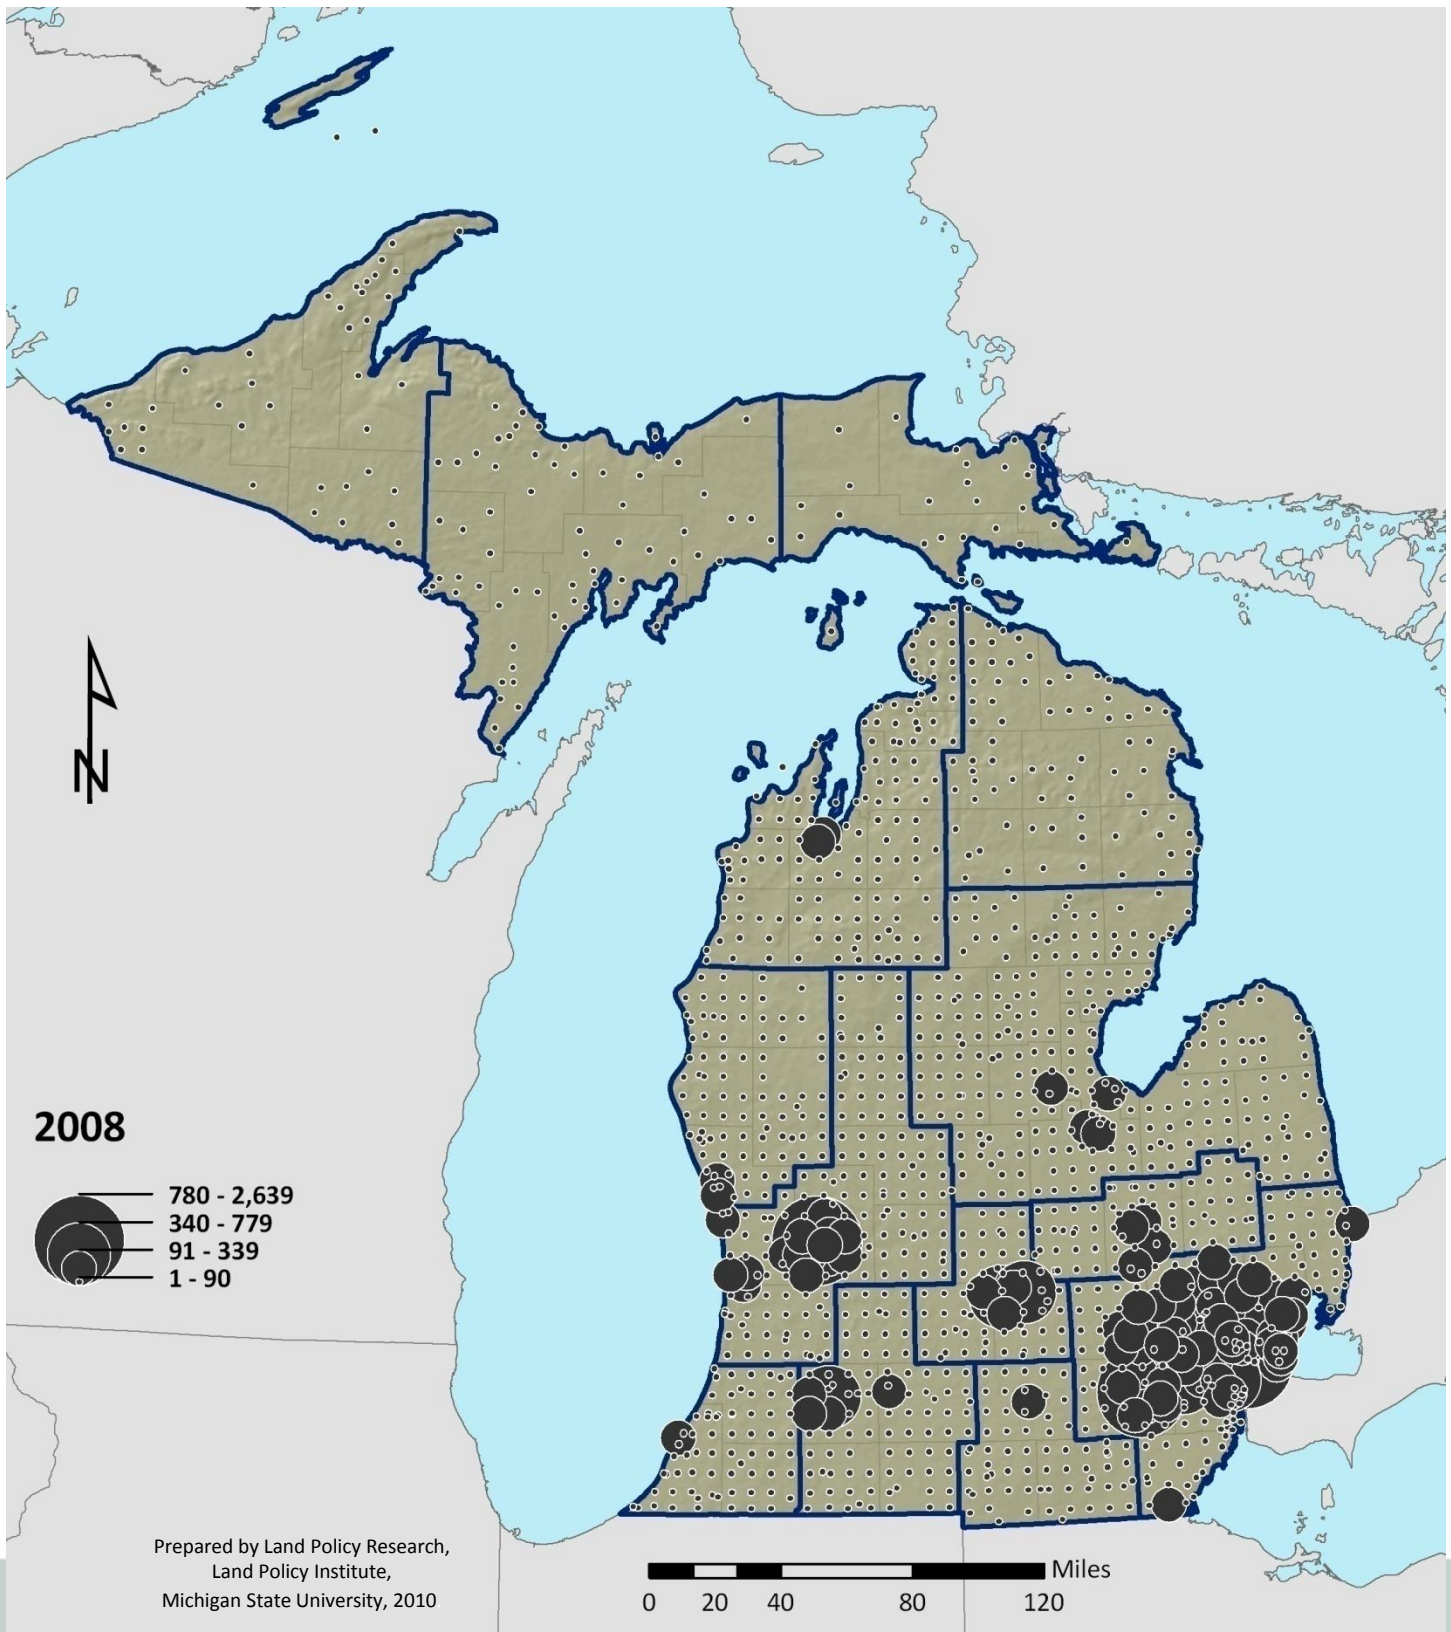 N
2008
780 - 2,639
340 - 779
91 - 339
1 - 90
Prepared by Land Policy Research,
Land Policy Institute,
Michigan State University, 2010
Miles
0 20 40 80 120